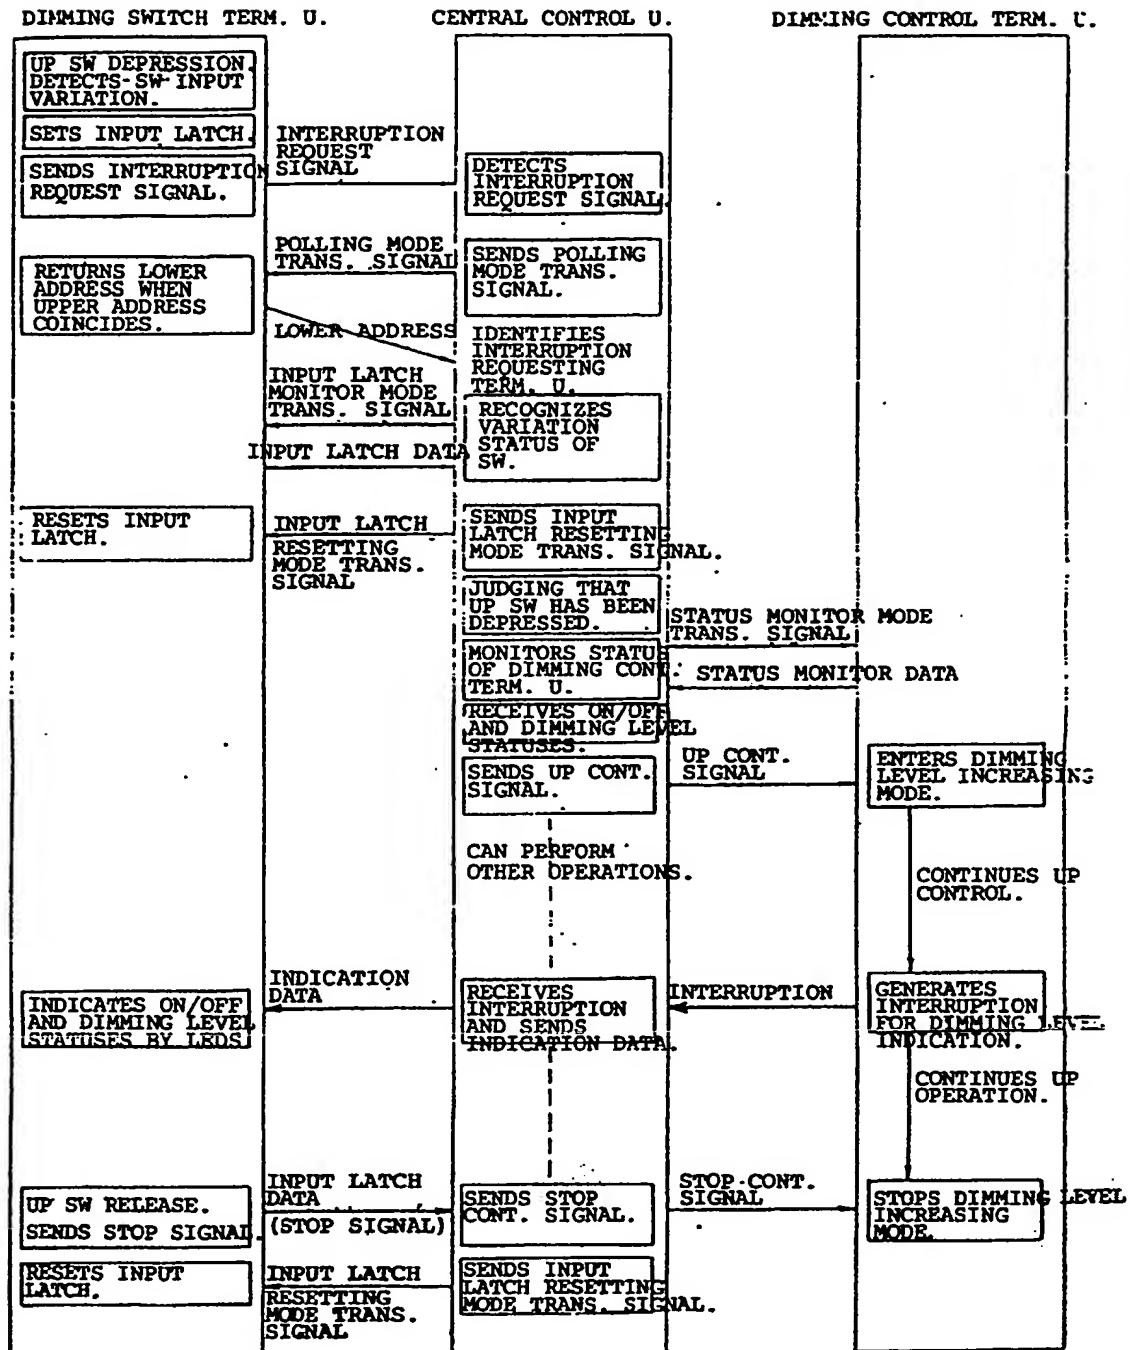 DIMMING SWITCH TERM. U.
CENTRAL CONTROL U.
DIMMING CONTROL TERM. U.
UP SW DEPRESSION.
DETECTS SW INPUT
VARIATION.
SETS INPUT LATCH.
SENDS INTERRUPTION
REQUEST SIGNAL.
INTERRUPTION
REQUEST
SIGNAL
DETECTS
INTERRUPTION
REQUEST SIGNAL.
POLLING MODE
TRANS. SIGNAL
SENDS POLLING
MODE TRANS.
SIGNAL.
RETURNS LOWER
ADDRESS WHEN
UPPER ADDRESS
COINCIDES.
LOWER ADDRESS
IDENTIFIES
INTERRUPTION
REQUESTING
TERM. U.
INPUT LATCH
MONITOR MODE
TRANS. SIGNAL
RECOGNIZES
VARIATION
STATUS OF
SW.
INPUT LATCH DATA
RESETS INPUT
LATCH.
INPUT LATCH
RESETTING
MODE TRANS.
SIGNAL
SENDS INPUT
LATCH RESETTING
MODE TRANS. SIGNAL.
JUDGING THAT
UP SW HAS BEEN
DEPRESSED.
STATUS MONITOR MODE
TRANS. SIGNAL
MONITORS STATUS
OF DIMMING CONT.
TERM. U.
STATUS MONITOR DATA
RECEIVES ON/OFF
AND DIMMING LEVEL
STATUSES.
SENDS UP CONT.
SIGNAL.
UP CONT.
SIGNAL
ENTERS DIMMING
LEVEL INCREASING
MODE.
CAN PERFORM
OTHER OPERATIONS.
CONTINUES UP
CONTROL.
INDICATES ON/OFF
AND DIMMING LEVEL
STATUSES BY LEDS
INDICATION
DATA
RECEIVES
INTERRUPTION
AND SENDS
INDICATION DATA.
INTERRUPTION
GENERATES
INTERRUPTION
FOR DIMMING LEVEL
INDICATION.
CONTINUES UP
OPERATION.
UP SW RELEASE.
SENDS STOP SIGNAL.
INPUT LATCH
DATA
(STOP SIGNAL)
SENDS STOP
CONT. SIGNAL.
STOP CONT.
SIGNAL
STOPS DIMMING LEVEL
INCREASING
MODE.
RESETS INPUT
LATCH.
INPUT LATCH
RESETTING
MODE TRANS.
SIGNAL
SENDS INPUT
LATCH RESETTING
MODE TRANS. SIGNAL.